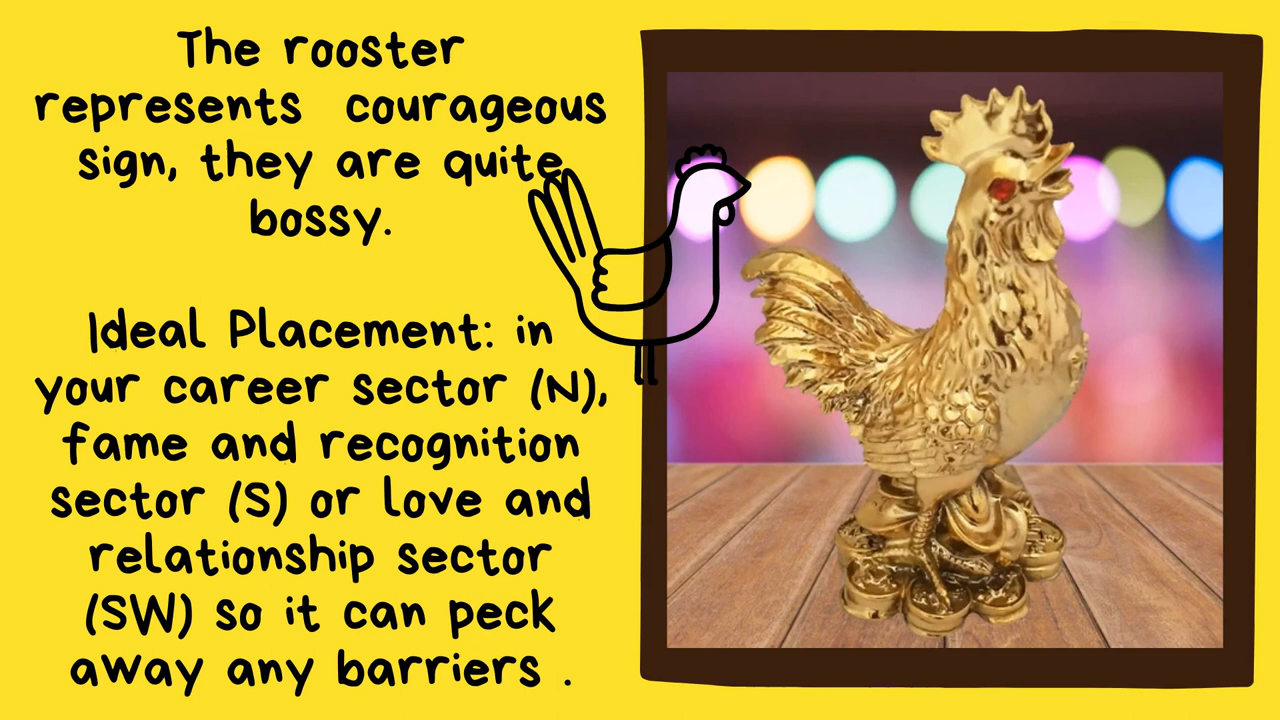 The rooster
represents courageous
sign, they are quite
bossy.
Ideal Placement: in
your career sector (N),
fame and recognition
sector (S) or love and
relationship sector
(SW) so it can peck
away any barriers .